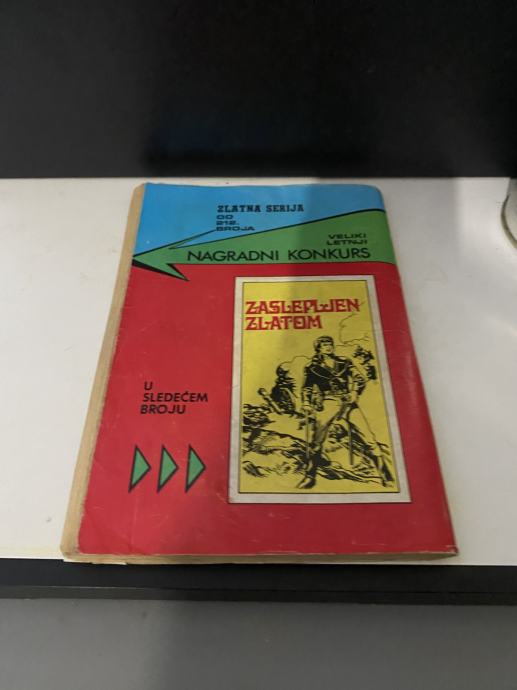 ZLATNA SERIJA
OD
212.
BROJA
VELIKI
LETNJI
NAGRADNI KONKURS
ZASLEPLJEN
ZLATOM
U
SLEDEĆEM
BROJU